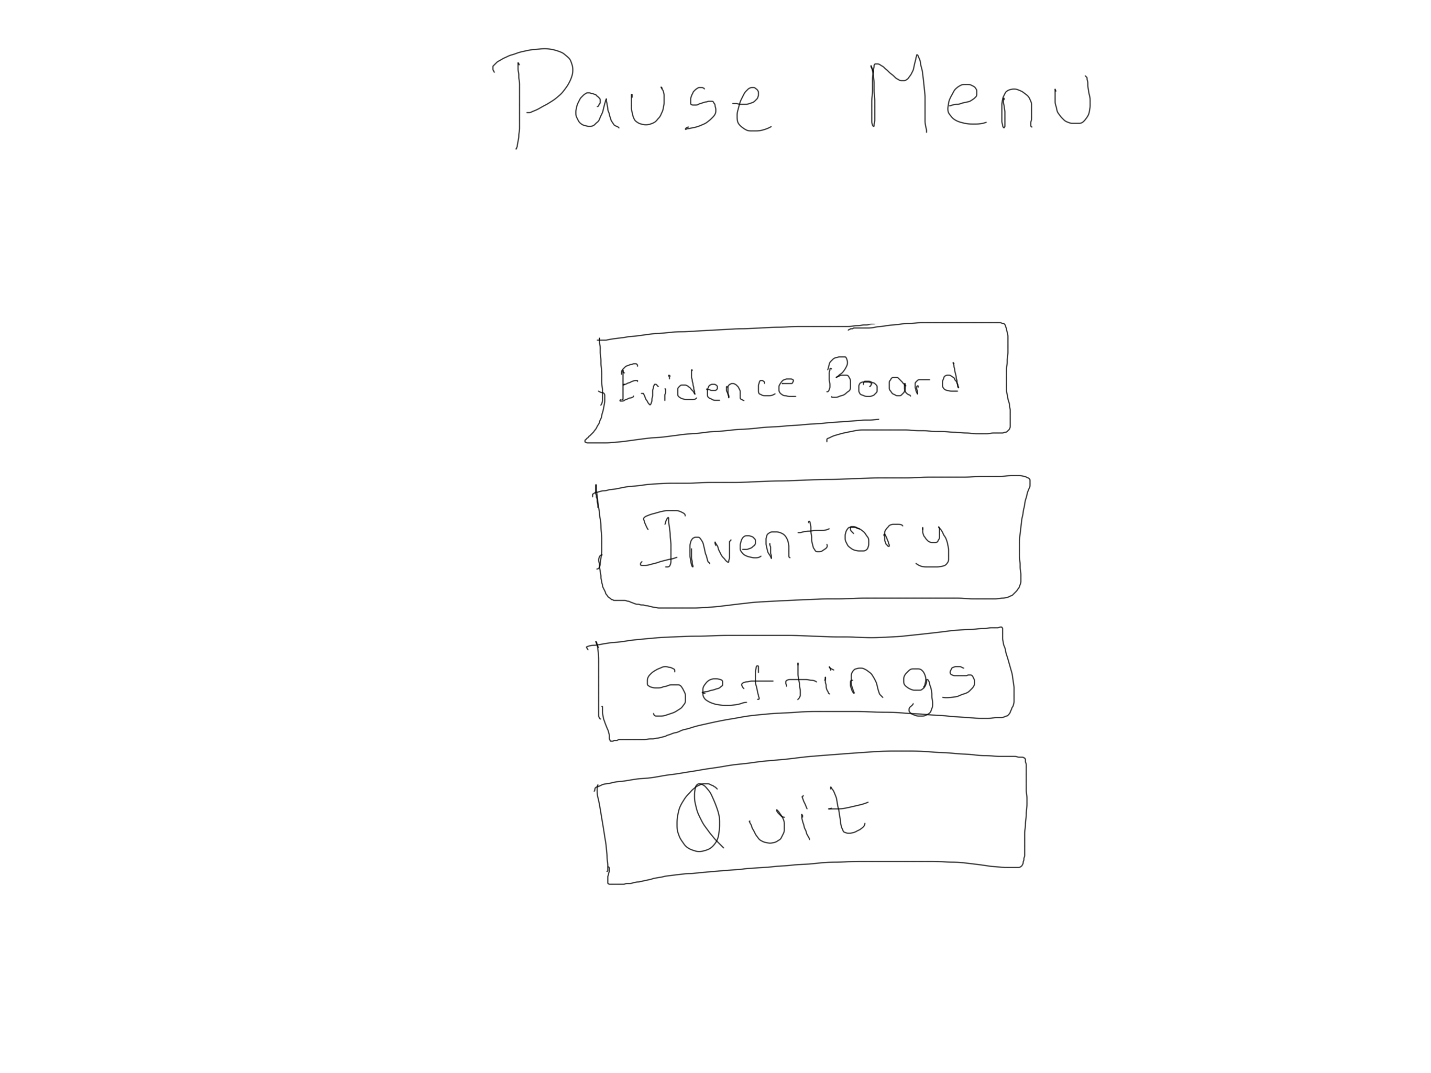 Pause Menu
Evidence Board
Inventory
Settings
Quit